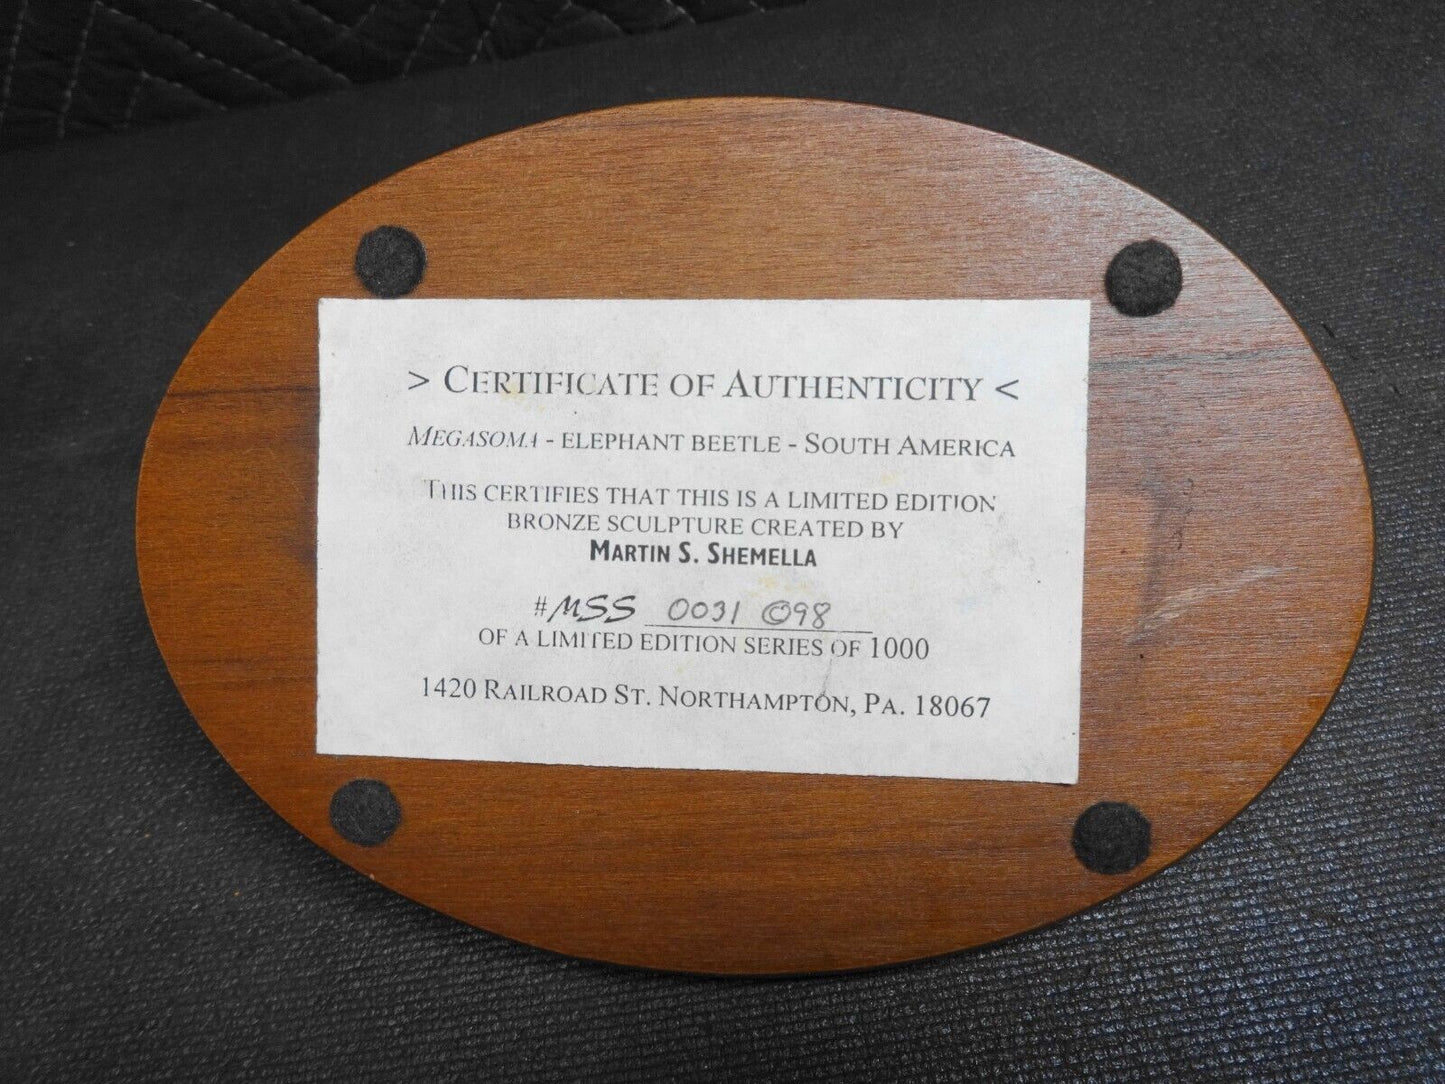 > CERTIFICATE OF AUTHENTICITY <
MEGASOMA - ELEPHANT BEETLE - SOUTH AMERICA
THIS CERTIFIES THAT THIS IS A LIMITED EDITION
BRONZE SCULPTURE CREATED BY
MARTIN S. SHEMELLA
#MSS 0031 ©98
OF A LIMITED EDITION SERIES OF 1000
1420 RAILROAD ST. NORTHAMPTON, PA. 18067